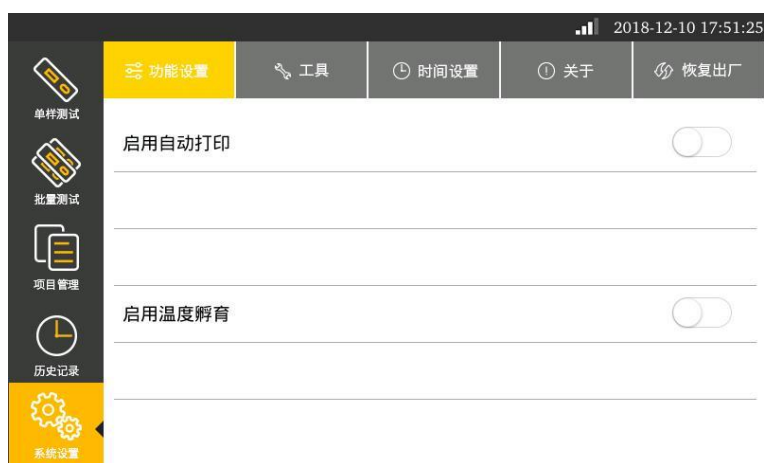 2018-12-10 17:51:25
功能设置
工具
时间设置
关于
恢复出厂
单样测试
批量测试
项目管理
历史记录
系统设置
启用自动打印
启用温度孵育